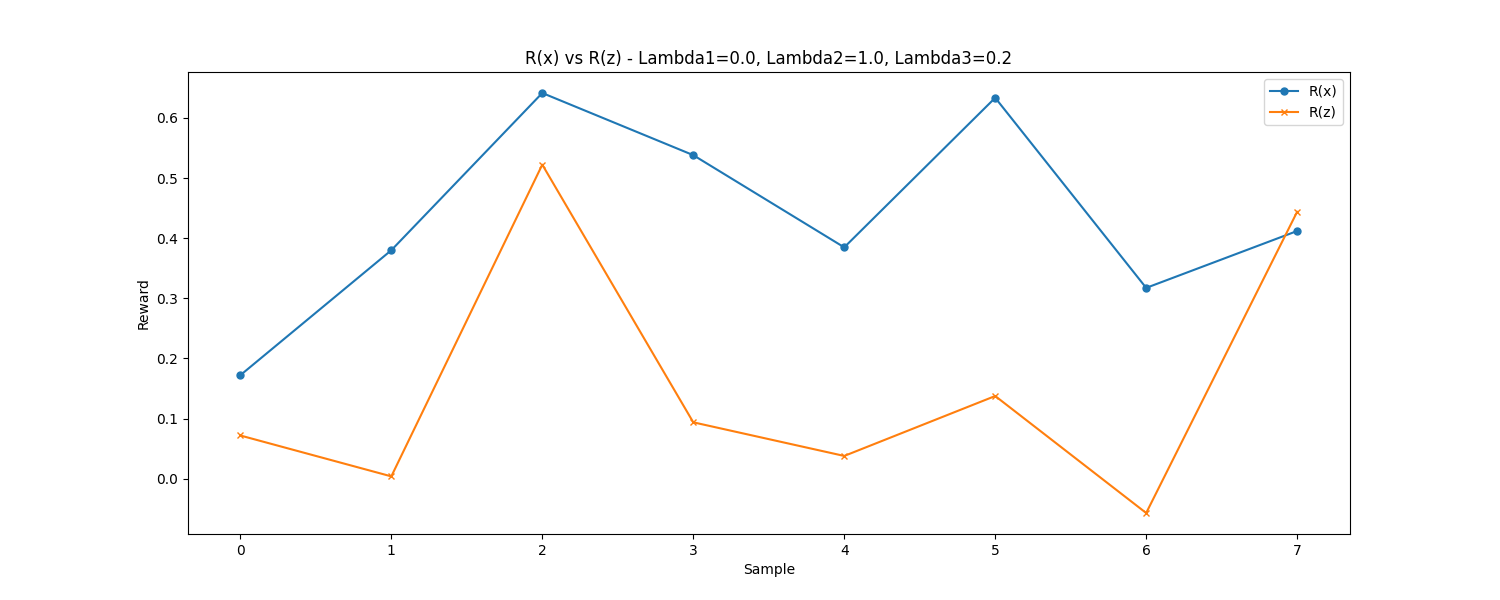 R(x) vs R(z) - Lambda1=0.0, Lambda2=1.0, Lambda3=0.2
R(x)
R(z)
0.6
0.5
0.4
0.3
0.2
0.1
0.0
Reward
0 1 2 3 4 5 6 7
Sample